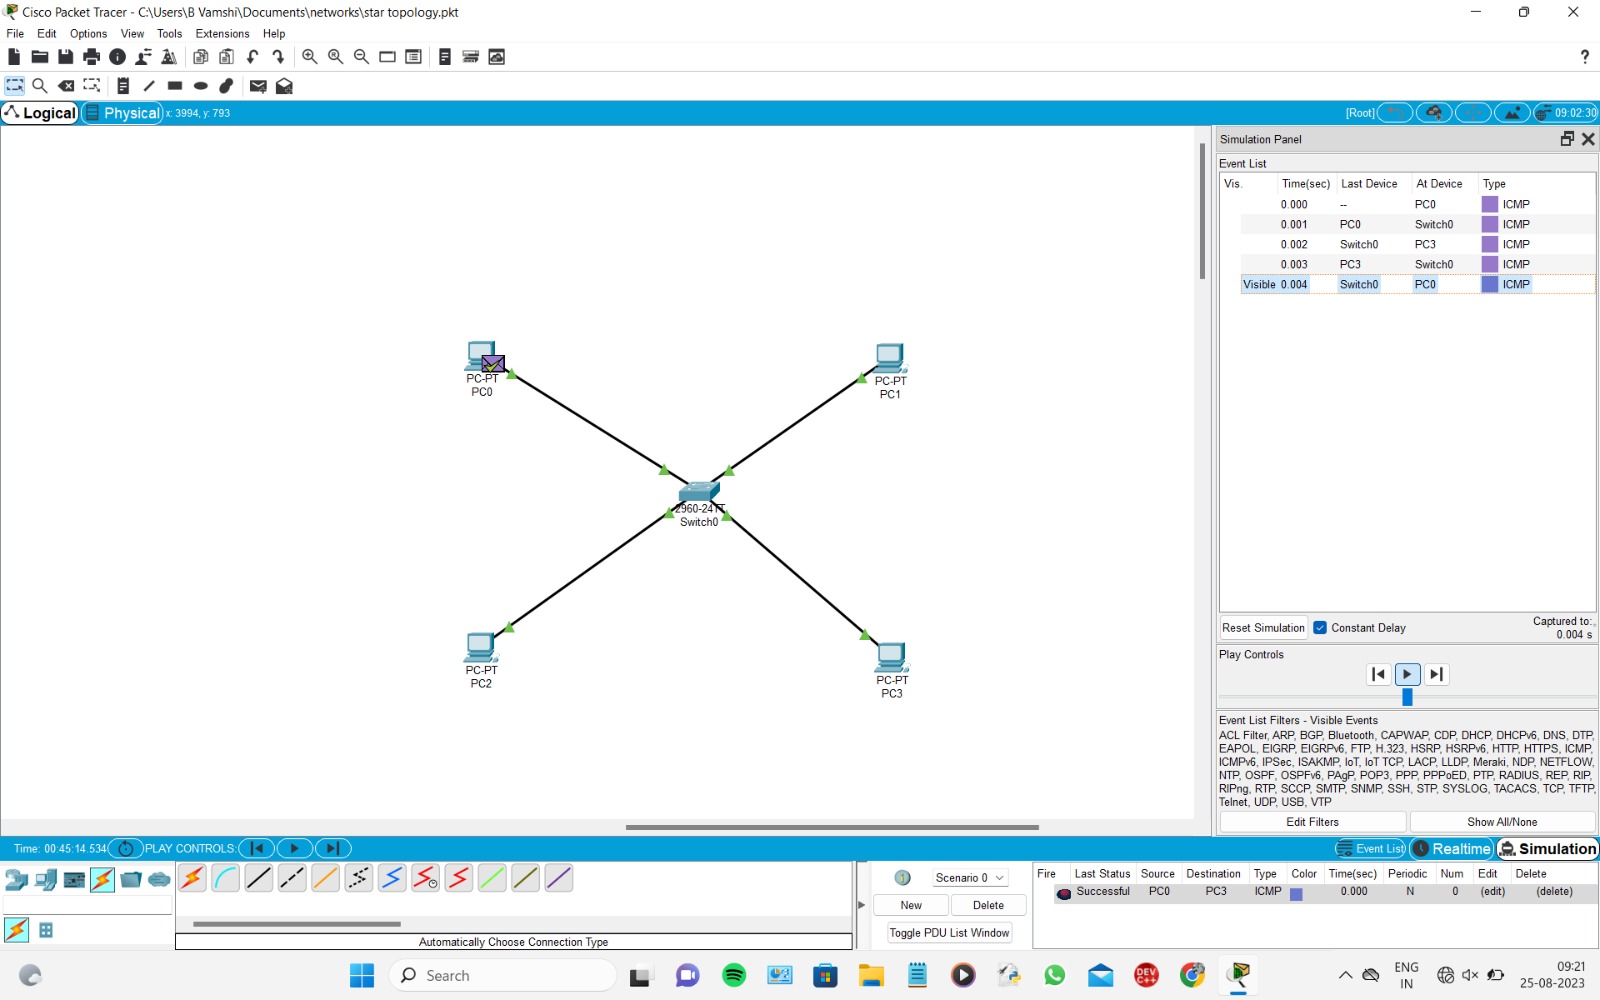 Cisco Packet Tracer - C:\Users\B Vamshi\Documents\networks\star topology.pkt
File Edit Options View Tools Extensions Help
?
Logical Physical x: 3994, y: 793 [Root] 09:02:30
Simulation Panel
Event List
Vis. Time(sec) Last Device At Device Type
0.000 -- PC0 ICMP
0.001 PC0 Switch0 ICMP
0.002 Switch0 PC3 ICMP
0.003 PC3 Switch0 ICMP
Visible 0.004 Switch0 PC0 ICMP
PC-PT
PC0
PC-PT
PC1
2960-24TT
Switch0
PC-PT
PC2
PC-PT
PC3
Reset Simulation Constant Delay Captured to:
0.004 s
Play Controls
Event List Filters - Visible Events
ACL Filter, ARP, BGP, Bluetooth, CAPWAP, CDP, DHCP, DHCPv6, DNS, DTP,
EAPOL, EIGRP, EIGRPv6, FTP, H.323, HSRP, HSRPv6, HTTP, HTTPS, ICMP,
ICMPv6, IPSec, ISAKMP, IoT, IoT TCP, LACP, LLDP, Meraki, NDP, NETFLOW,
NTP, OSPF, OSPFv6, PAgP, POP3, PPP, PPPoED, PTP, RADIUS, REP, RIP,
RIPng, RTP, SCCP, SMTP, SNMP, SSH, STP, SYSLOG, TACACS, TCP, TFTP,
Telnet, UDP, USB, VTP
Edit Filters Show All/None
Time: 00:45:14.534 PLAY CONTROLS: Event List Realtime Simulation
Scenario 0
New Delete
Toggle PDU List Window
Fire Last Status Source Destination Type Color Time(sec) Periodic Num Edit Delete
Successful PC0 PC3 ICMP 0.000 N 0 (edit) (delete)
Automatically Choose Connection Type
Search
DEV C++
ENG
IN
09:21
25-08-2023